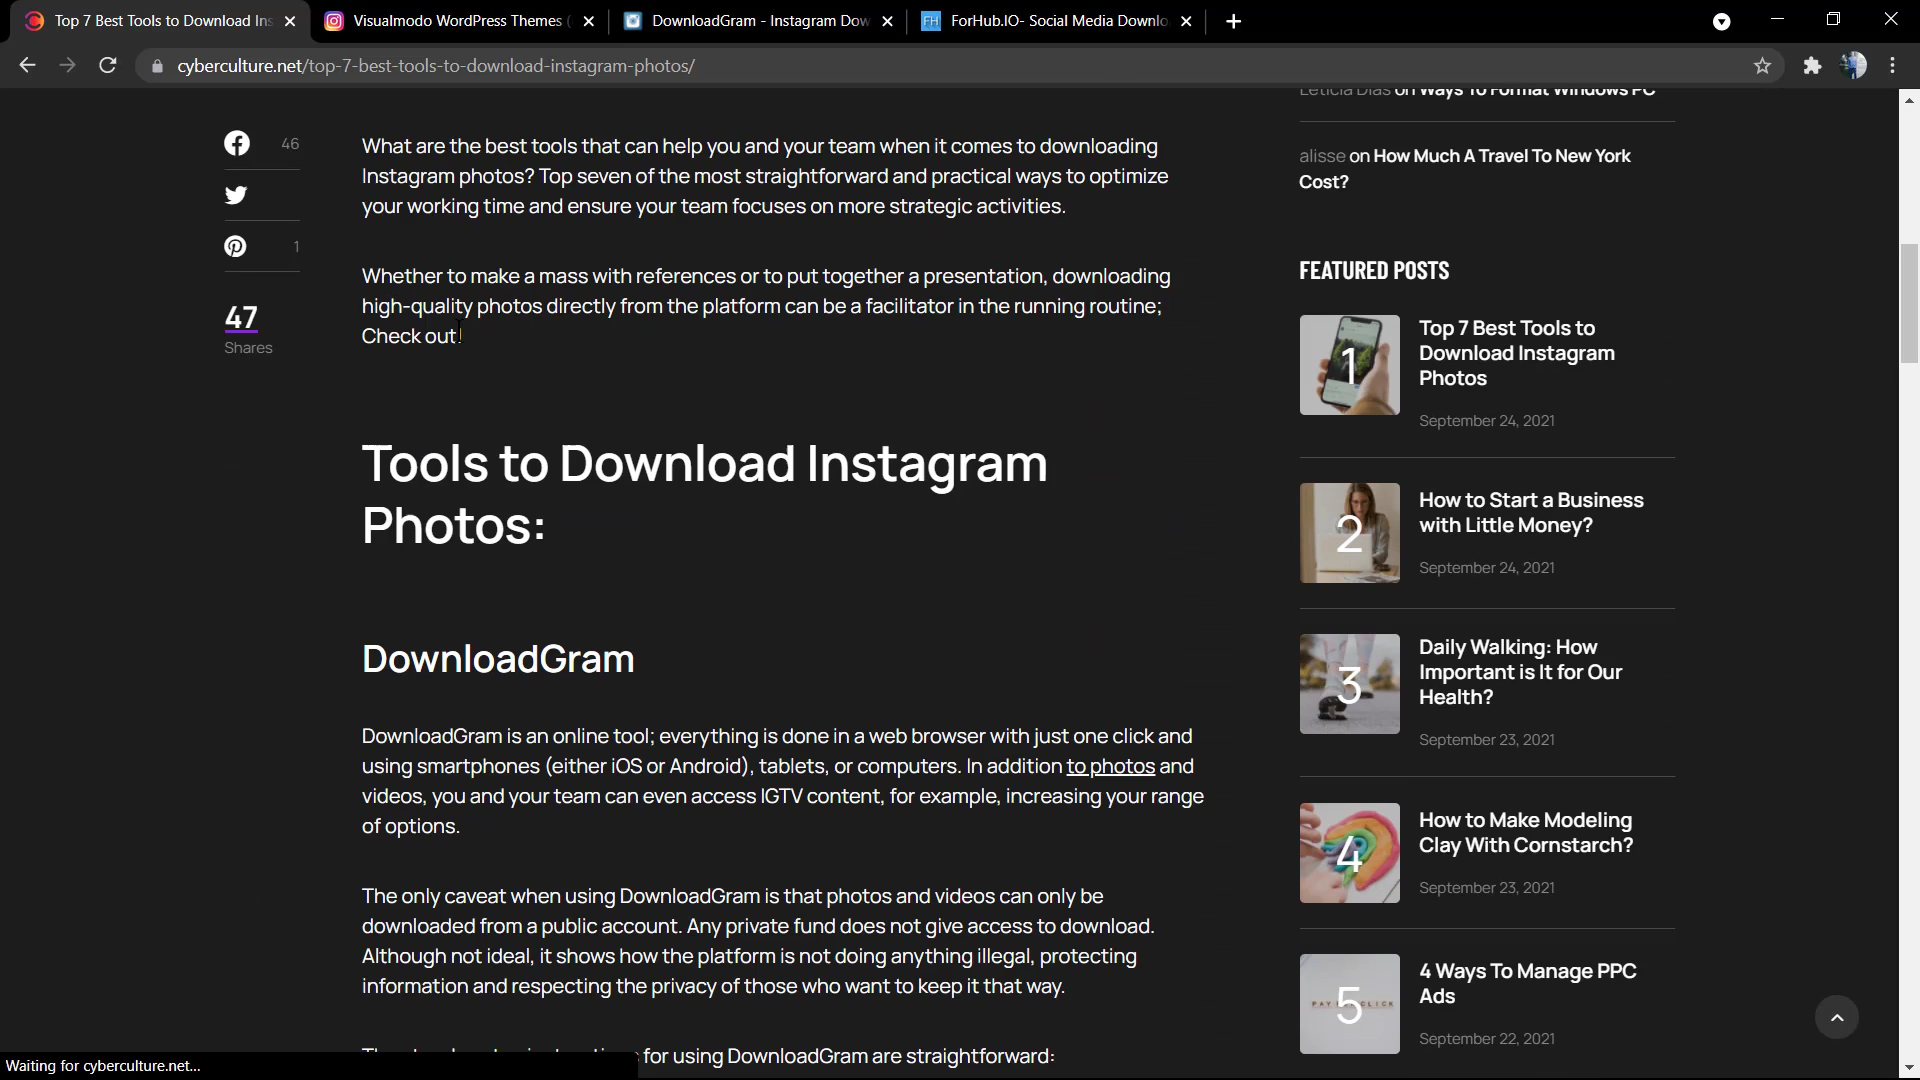 Top 7 Best Tools to Download Ins
Visualmodo WordPress Themes (
DownloadGram - Instagram Dow
FH
ForHub.IO- Social Media Downlo
cyberculture.net/top-7-best-tools-to-download-instagram-photos/
46
1
47
Shares
What are the best tools that can help you and your team when it comes to downloading
Instagram photos? Top seven of the most straightforward and practical ways to optimize
your working time and ensure your team focuses on more strategic activities.
Whether to make a mass with references or to put together a presentation, downloading
high-quality photos directly from the platform can be a facilitator in the running routine;
Check out!
Tools to Download Instagram
Photos:
DownloadGram
DownloadGram is an online tool; everything is done in a web browser with just one click and
using smartphones (either iOS or Android), tablets, or computers. In addition to photos and
videos, you and your team can even access IGTV content, for example, increasing your range
of options.
The only caveat when using DownloadGram is that photos and videos can only be
downloaded from a public account. Any private fund does not give access to download.
Although not ideal, it shows how the platform is not doing anything illegal, protecting
information and respecting the privacy of those who want to keep it that way.
for using DownloadGram are straightforward:
Leticia Dias on Ways To Format Windows PC
alisse on How Much A Travel To New York
Cost?
FEATURED POSTS
1
Top 7 Best Tools to
Download Instagram
Photos
September 24, 2021
2
How to Start a Business
with Little Money?
September 24, 2021
3
Daily Walking: How
Important is It for Our
Health?
September 23, 2021
4
How to Make Modeling
Clay With Cornstarch?
September 23, 2021
5
PAY CLICK
4 Ways To Manage PPC
Ads
September 22, 2021
Waiting for cyberculture.net...